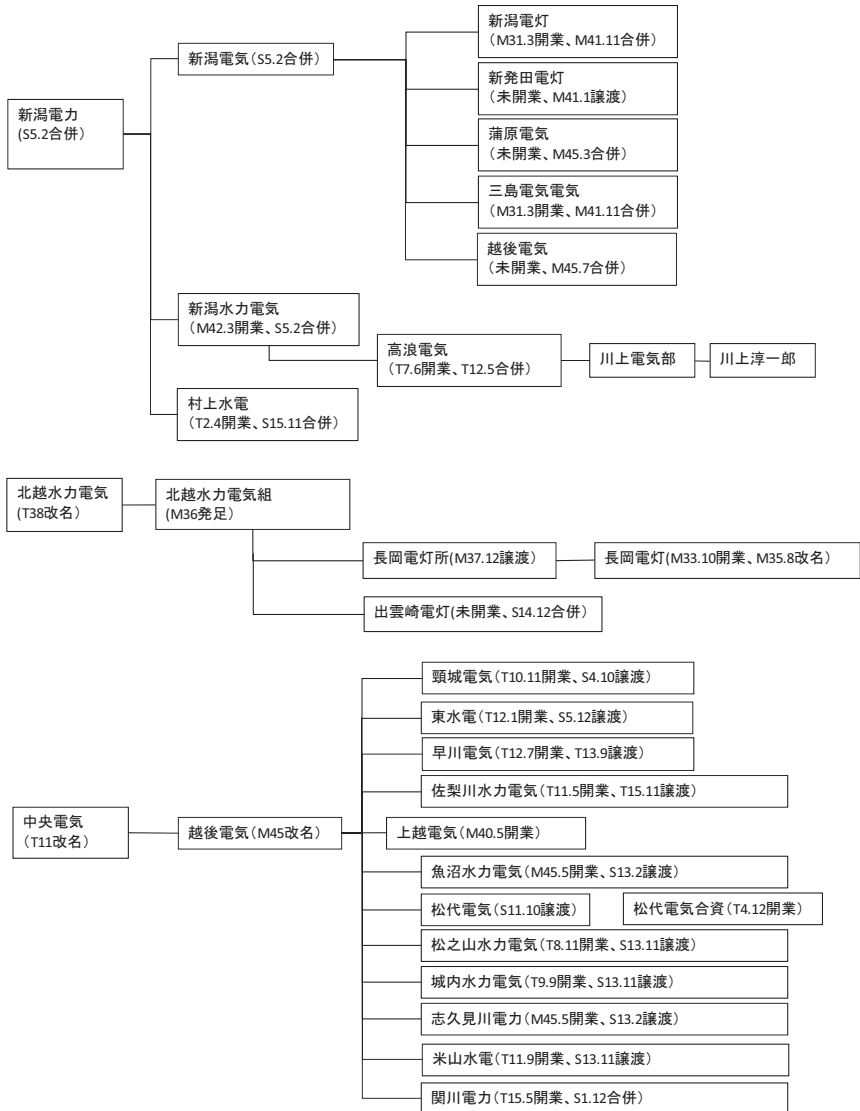 新潟電力
(S5.2合併)
新潟電気(S5.2合併)
新潟電灯
(M31.3開業、M41.11合併)
新発田電灯
(未開業、M41.1譲渡)
蒲原電気
(未開業、M45.3合併)
三島電気電気
(M31.3開業、M41.11合併)
越後電気
(未開業、M45.7合併)
新潟水力電気
(M42.3開業、S5.2合併)
高浪電気
(T7.6開業、T12.5合併)
川上電気部
川上淳一郎
村上水電
(T2.4開業、S15.11合併)
北越水力電気
(T38改名)
北越水力電気組
(M36発足)
長岡電灯所(M37.12譲渡)
長岡電灯(M33.10開業、M35.8改名)
出雲崎電灯(未開業、S14.12合併)
中央電気
(T11改名)
越後電気(M45改名)
頸城電気(T10.11開業、S4.10譲渡)
東水電(T12.1開業、S5.12譲渡)
早川電気(T12.7開業、T13.9譲渡)
佐梨川水力電気(T11.5開業、T15.11譲渡)
上越電気(M40.5開業)
魚沼水力電気(M45.5開業、S13.2譲渡)
松代電気(S11.10譲渡)
松代電気合資(T4.12開業)
松之山水力電気(T8.11開業、S13.11譲渡)
城内水力電気(T9.9開業、S13.11譲渡)
志久見川電力(M45.5開業、S13.2譲渡)
米山水電(T11.9開業、S13.11譲渡)
関川電力(T15.5開業、S1.12合併)